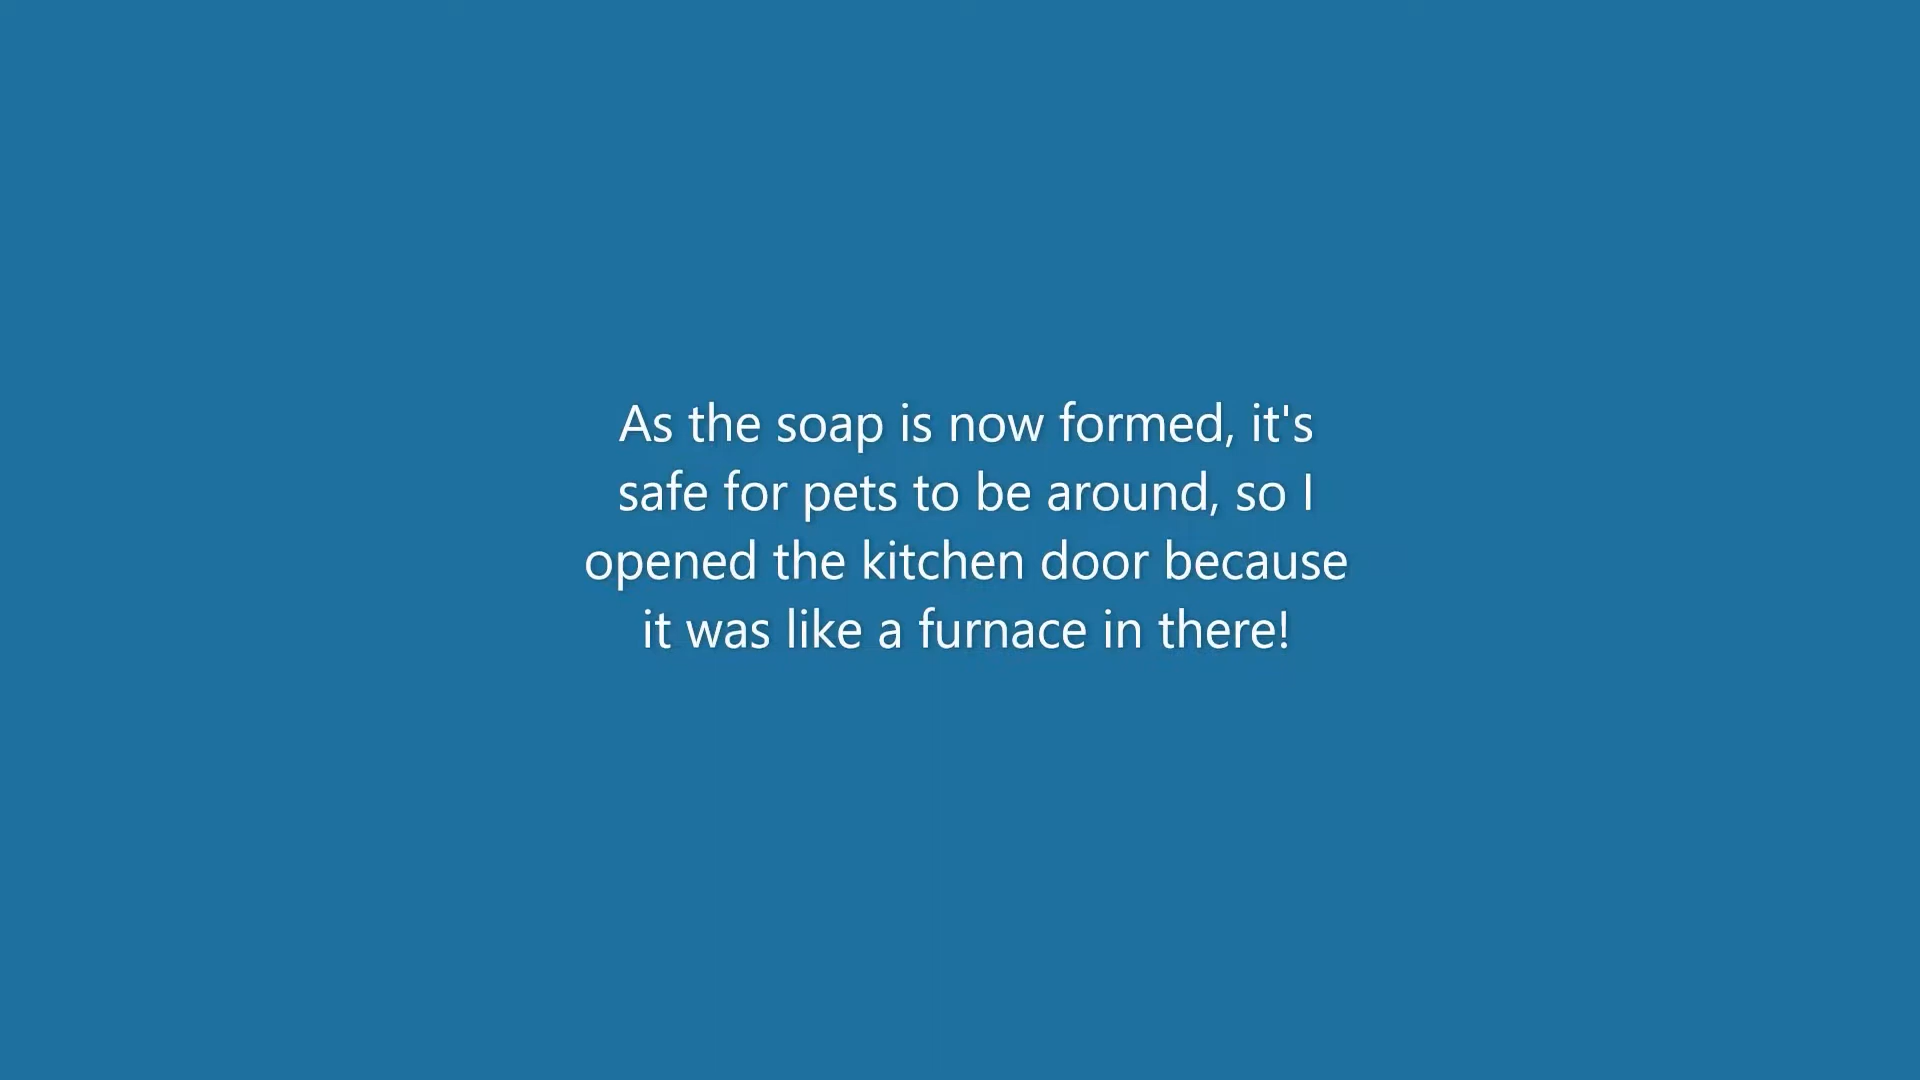 As the soap is now formed, it's
safe for pets to be around, so I
opened the kitchen door because
it was like a furnace in there!